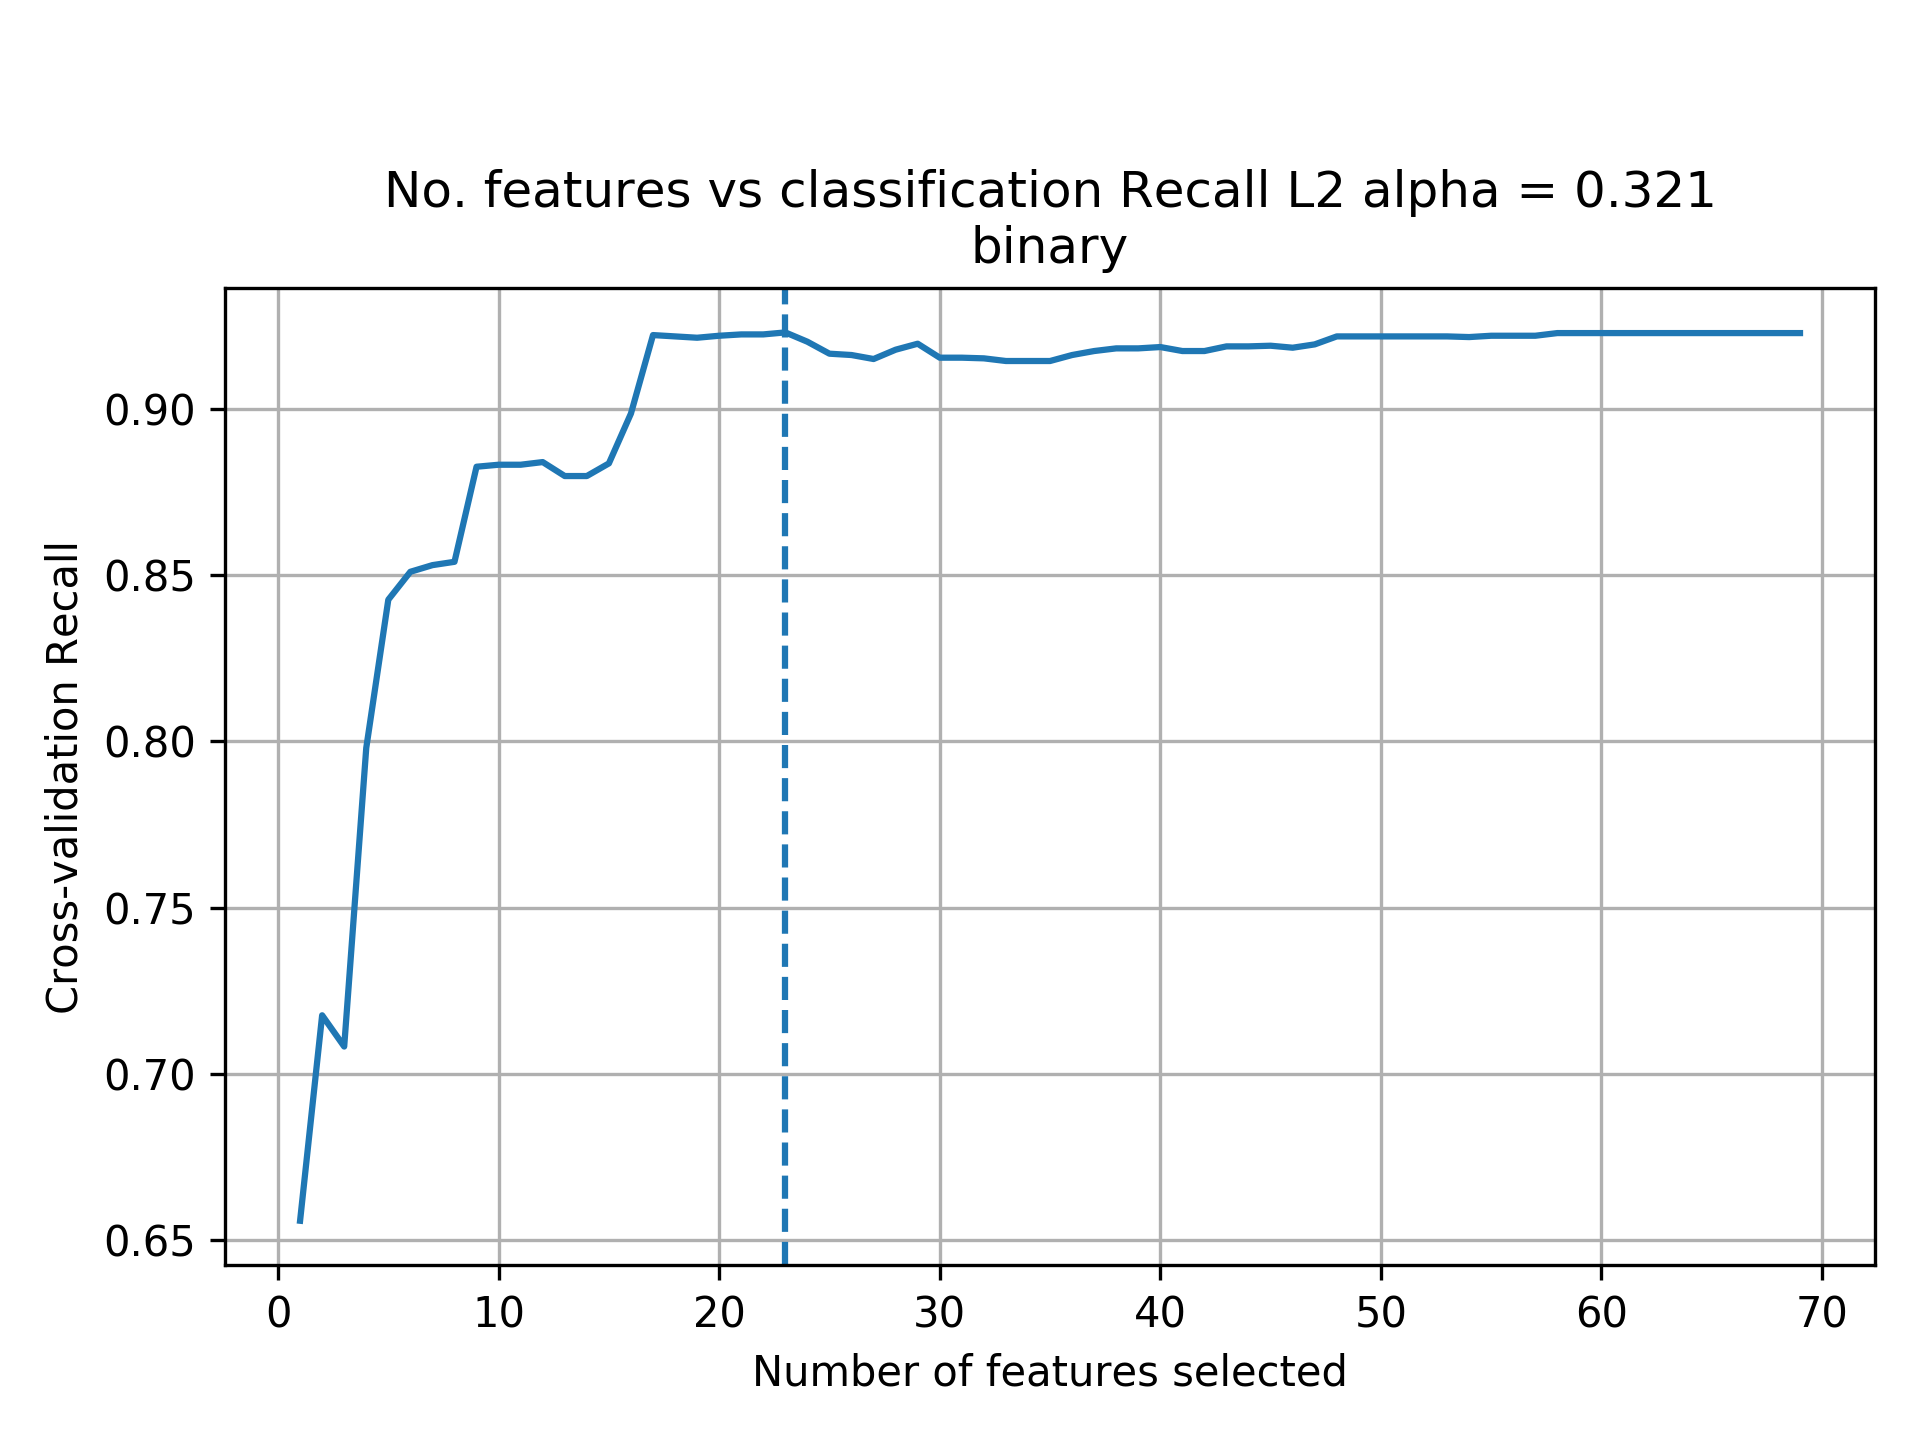 No. features vs classification Recall L2 alpha = 0.321
binary
Cross-validation Recall
0.90
0.85
0.80
0.75
0.70
0.65
0 10 20 30 40 50 60 70
Number of features selected